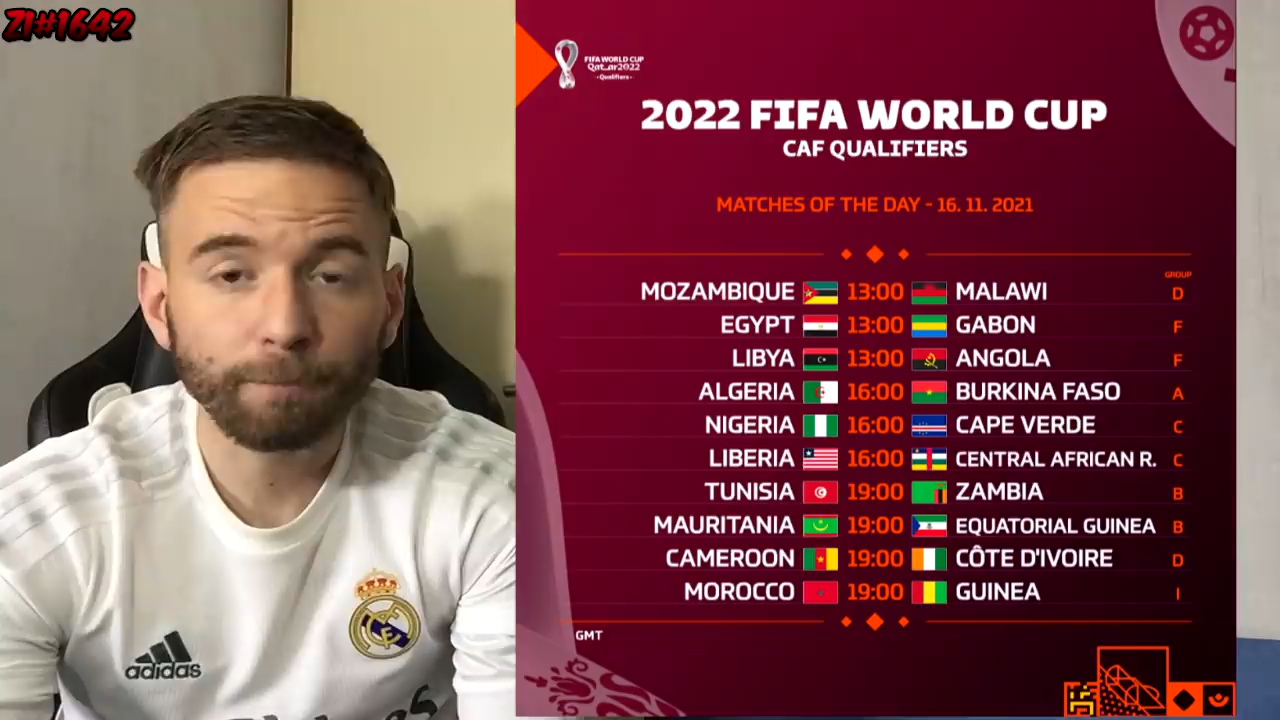 Z1#1642
FIFA WORLD CUP
Qatar2022
- Qualifiers -
2022 FIFA WORLD CUP
CAF QUALIFIERS
MATCHES OF THE DAY - 16. 11. 2021
GROUP
MOZAMBIQUE 13:00 MALAWI D
EGYPT 13:00 GABON F
LIBYA 13:00 ANGOLA F
ALGERIA 16:00 BURKINA FASO A
NIGERIA 16:00 CAPE VERDE C
LIBERIA 16:00 CENTRAL AFRICAN R. C
TUNISIA 19:00 ZAMBIA B
MAURITANIA 19:00 EQUATORIAL GUINEA B
CAMEROON 19:00 CÔTE D'IVOIRE D
MOROCCO 19:00 GUINEA I
GMT
adidas